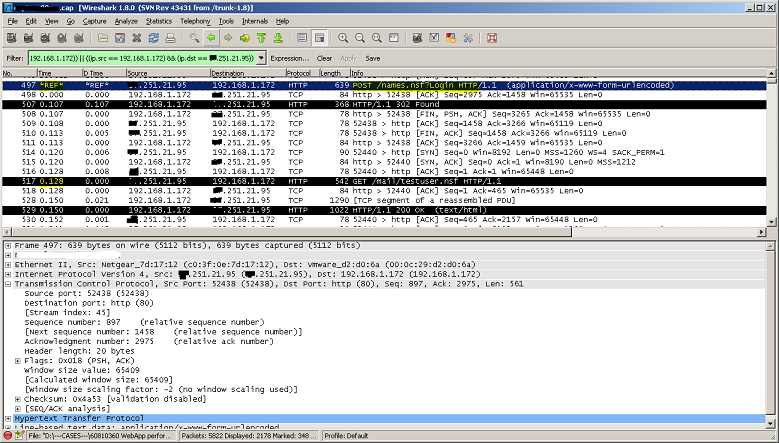 .cap [Wireshark 1.8.0 (SVN Rev 43431 from /trunk-1.8)]
File Edit View Go Capture Analyze Statistics Telephony Tools Internals Help
Filter: 192.168.1.172)) || ((ip.src == 192.168.1.172) && (ip.dst == .251.21.95) Expression... Clear Apply Save
No. Time D Time Source Destination Protocol Length Info
497 *REF* *REF* .251.21.95 192.168.1.172 HTTP 639 POST /names.nsf?Login HTTP/1.1 (application/x-www-form-urlencoded)
498 0.000 0.000 192.168.1.172 .251.21.95 TCP 84 http > 52438 [ACK] Seq=2975 Ack=1458 Win=65535 Len=0
507 0.107 0.107 192.168.1.172 .251.21.95 HTTP 368 HTTP/1.1 302 Found
508 0.107 0.000 192.168.1.172 .251.21.95 TCP 84 http > 52438 [FIN, PSH, ACK] Seq=3265 Ack=1458 Win=65535 Len=0
509 0.113 0.005 .251.21.95 192.168.1.172 TCP 78 52438 > http [ACK] Seq=1458 Ack=3266 Win=65119 Len=0
510 0.113 0.000 .251.21.95 192.168.1.172 TCP 78 52438 > http [FIN, ACK] Seq=1458 Ack=3266 Win=65119 Len=0
511 0.113 0.000 192.168.1.172 .251.21.95 TCP 84 http > 52438 [ACK] Seq=3266 Ack=1459 Win=65535 Len=0
514 0.120 0.006 .251.21.95 192.168.1.172 TCP 90 52440 > http [SYN] Seq=0 Win=8192 Len=0 MSS=1260 WS=4 SACK_PERM=1
515 0.120 0.000 192.168.1.172 .251.21.95 TCP 84 http > 52440 [SYN, ACK] Seq=0 Ack=1 Win=8190 Len=0 MSS=1212
516 0.128 0.008 .251.21.95 192.168.1.172 TCP 78 52440 > http [ACK] Seq=1 Ack=1 Win=65448 Len=0
517 0.128 0.000 .251.21.95 192.168.1.172 HTTP 542 GET /Mail/testuser.nsf HTTP/1.1
518 0.128 0.000 192.168.1.172 .251.21.95 TCP 84 http > 52440 [ACK] Seq=1 Ack=465 Win=65535 Len=0
528 0.150 0.021 192.168.1.172 .251.21.95 TCP 1290 [TCP segment of a reassembled PDU]
529 0.150 0.000 192.168.1.172 .251.21.95 HTTP 1022 HTTP/1.1 200 OK (text/html)
530 0.152 0.001 .251.21.95 192.168.1.172 TCP 78 52440 > http [ACK] Seq=465 Ack=2157 Win=65448 Len=0
Frame 497: 639 bytes on wire (5112 bits), 639 bytes captured (5112 bits)
Ethernet II, Src: Netgear_7d:17:12 (c0:3f:0e:7d:17:12), Dst: Vmware_d2:d0:6a (00:0c:29:d2:d0:6a)
Internet Protocol Version 4, Src: .251.21.95 ( .251.21.95), Dst: 192.168.1.172 (192.168.1.172)
Transmission Control Protocol, Src Port: 52438 (52438), Dst Port: http (80), Seq: 897, Ack: 2975, Len: 561
Source port: 52438 (52438)
Destination port: http (80)
[Stream index: 45]
Sequence number: 897 (relative sequence number)
[Next sequence number: 1458 (relative sequence number)]
Acknowledgment number: 2975 (relative ack number)
Header length: 20 bytes
Flags: 0x018 (PSH, ACK)
Window size value: 65409
[Calculated window size: 65409]
[Window size scaling factor: -2 (no window scaling used)]
Checksum: 0x4a53 [validation disabled]
[SEQ/ACK analysis]
Hypertext Transfer Protocol
Line-based text data: application/x-www-form-urlencoded
File: "D:\---CASES---\60810360 WebApp perfor... Packets: 5822 Displayed: 2178 Marked: 348 ... Profile: Default